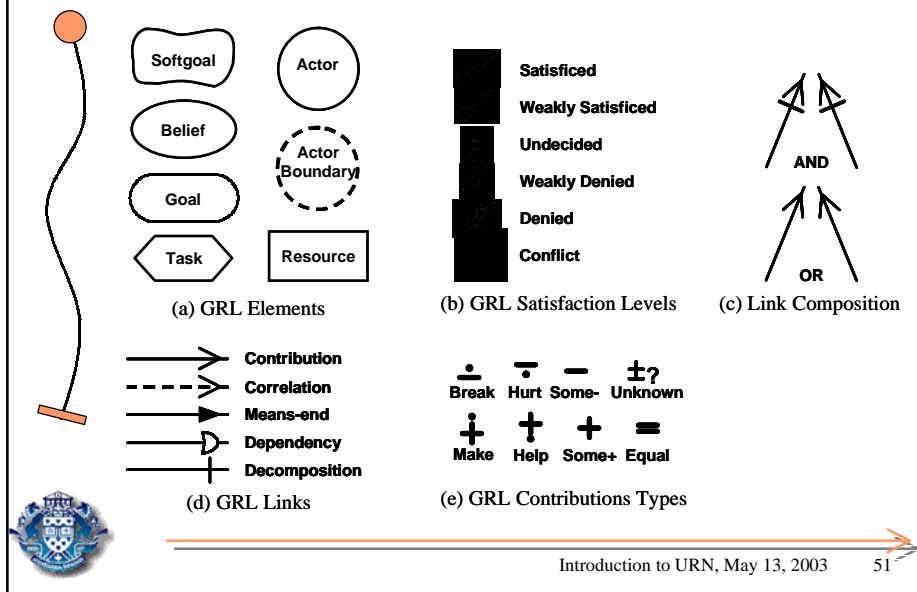 Softgoal
Actor
Belief
Actor
Boundary
Goal
Task
Resource
(a) GRL Elements
Satisficed
Weakly Satisficed
Undecided
Weakly Denied
Denied
Conflict
(b) GRL Satisfaction Levels
AND
OR
(c) Link Composition
Contribution
Correlation
Means-end
Dependency
Decomposition
(d) GRL Links
±?
Break Hurt Some- Unknown
Make Help Some+ Equal
(e) GRL Contributions Types
Introduction to URN, May 13, 2003 51